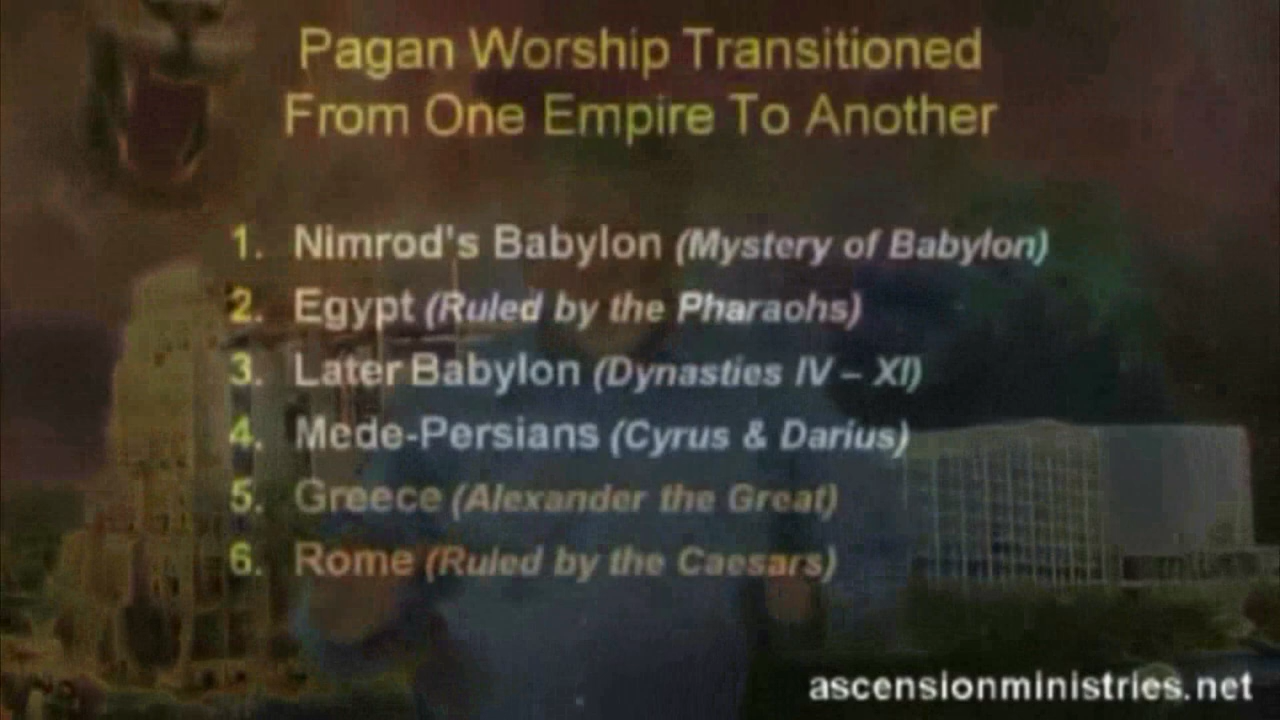 Pagan Worship Transitioned
From One Empire To Another
1. Nimrod's Babylon (Mystery of Babylon)
2. Egypt (Ruled by the Pharaohs)
3. Later Babylon (Dynasties IV – XI)
4. Mede-Persians (Cyrus & Darius)
5. Greece (Alexander the Great)
6. Rome (Ruled by the Caesars)
ascensionministries.net